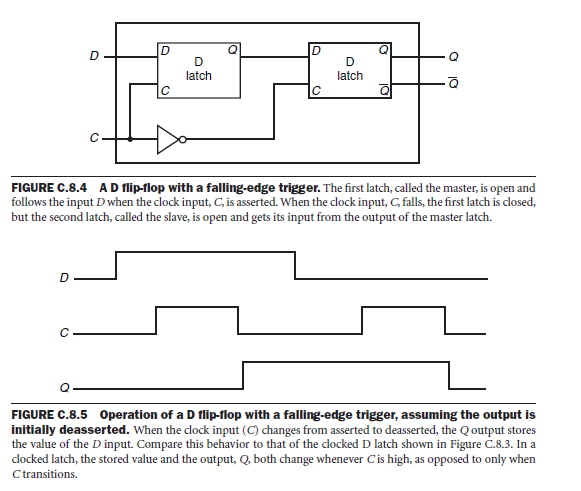 D
D
Q
D
latch
C
D
Q
D
latch
C
Q
Q
Q
C
FIGURE C.8.4 A D flip-flop with a falling-edge trigger. The first latch, called the master, is open and
follows the input D when the clock input, C, is asserted. When the clock input, C, falls, the first latch is closed,
but the second latch, called the slave, is open and gets its input from the output of the master latch.
D
C
Q
FIGURE C.8.5 Operation of a D flip-flop with a falling-edge trigger, assuming the output is
initially deasserted. When the clock input (C) changes from asserted to deasserted, the Q output stores
the value of the D input. Compare this behavior to that of the clocked D latch shown in Figure C.8.3. In a
clocked latch, the stored value and the output, Q, both change whenever C is high, as opposed to only when
C transitions.